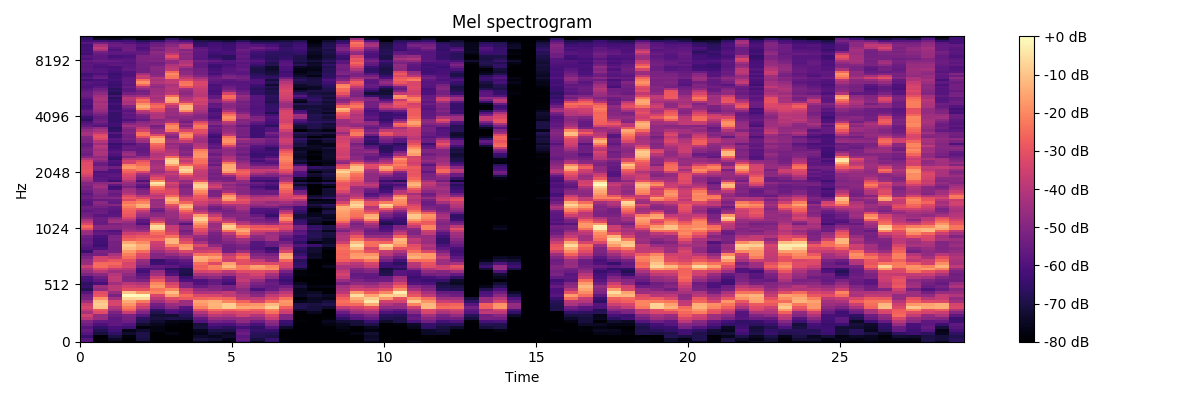 Mel spectrogram
+0 dB
8192
-10 dB
4096
-20 dB
-30 dB
2048
Hz
-40 dB
1024
-50 dB
-60 dB
512
-70 dB
0
-80 dB
0 5 10 15 20 25
Time